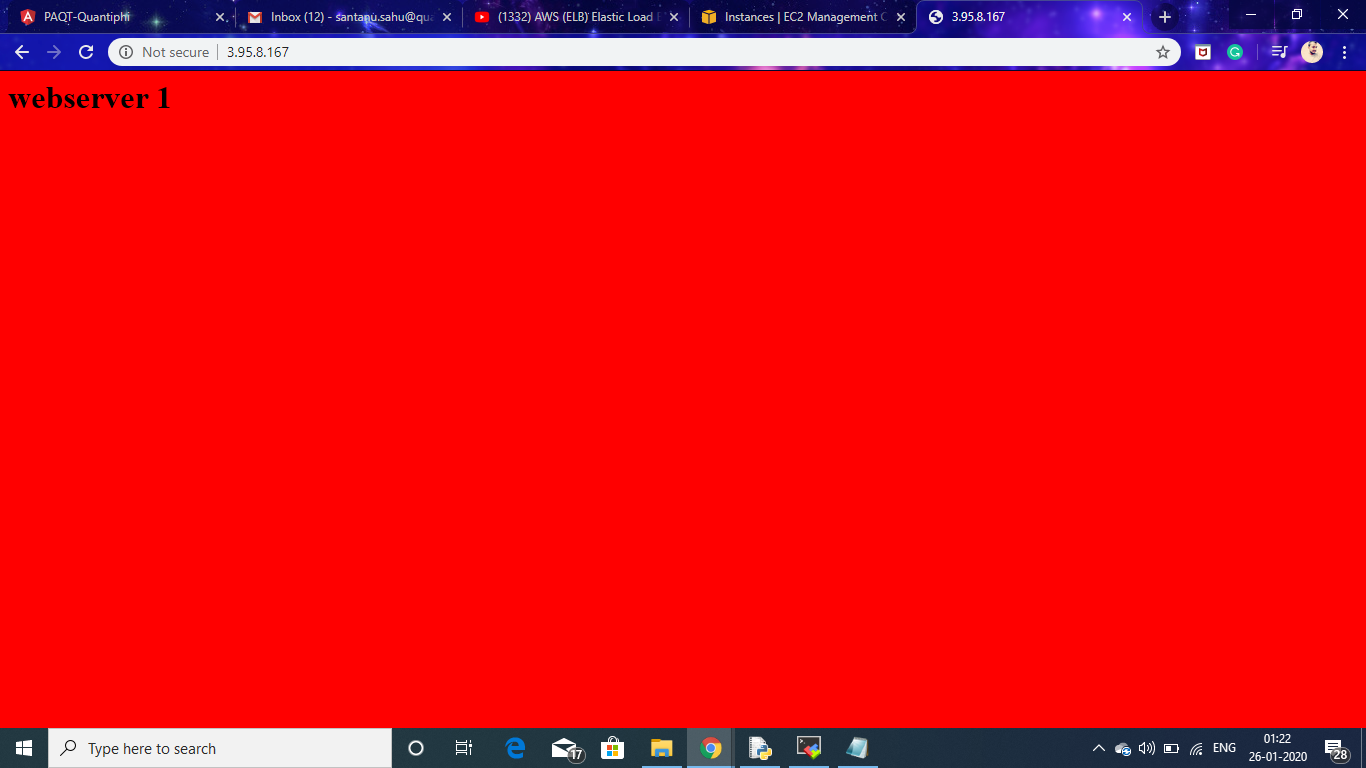 PAQT-Quantiphi
Inbox (12) - santanu.sahu@qua
(1332) AWS (ELB) Elastic Load
Instances | EC2 Management C
3.95.8.167
Not secure
3.95.8.167
webserver 1
Type here to search
17
ENG
01:22
26-01-2020
28